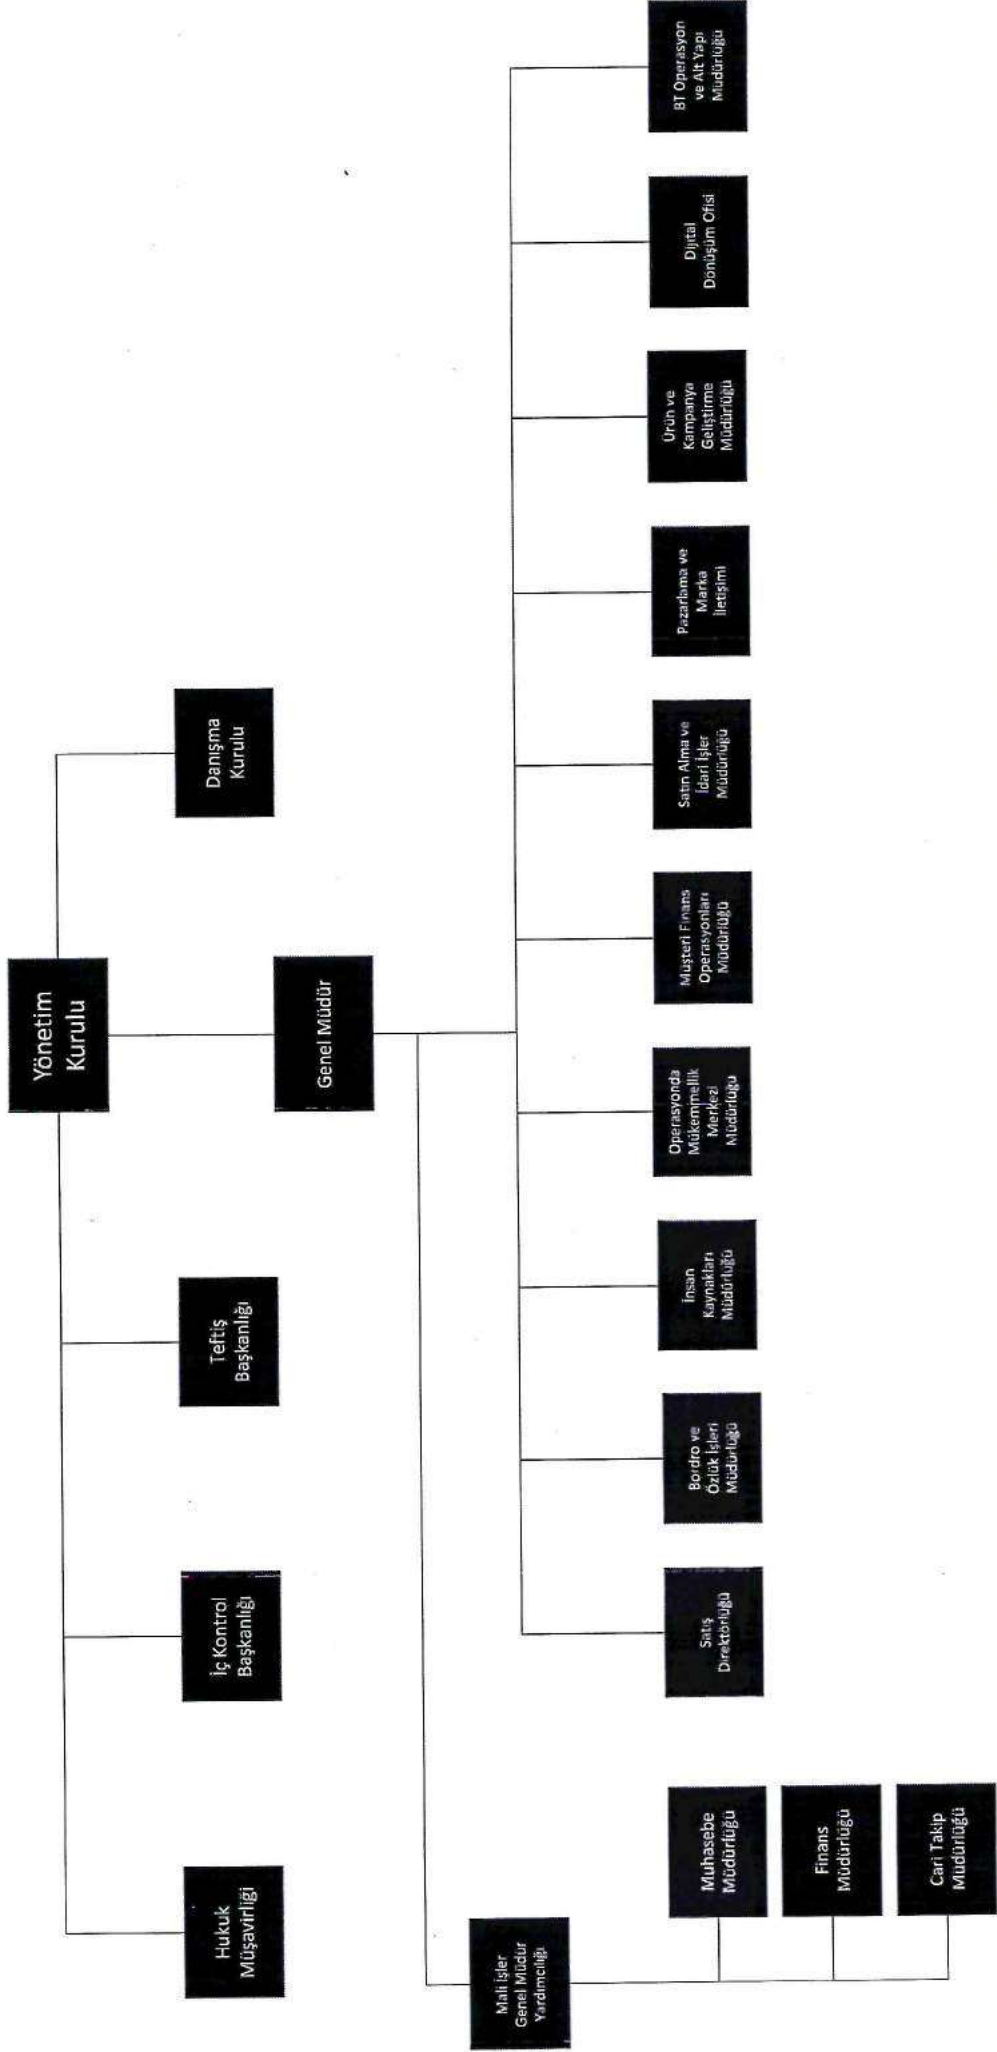 Yönetim
Kurulu
Danışma
Kurulu
Teftiş
Başkanlığı
İç Kontrol
Başkanlığı
Hukuk
Müşavirliği
Genel Müdür
Mali İşler
Genel Müdür
Yardımcılığı
Muhasebe
Müdürlüğü
Finans
Müdürlüğü
Cari Takip
Müdürlüğü
Satış
Direktörlüğü
Bordro ve
Özlük İşleri
Müdürlüğü
İnsan
Kaynakları
Müdürlüğü
Operasyonda
Mükemmellik
Merkezi
Müdürlüğü
Müşteri Finans
Operasyonları
Müdürlüğü
Satın Alma ve
İdari İşler
Müdürlüğü
Pazarlama ve
Marka
İletişimi
Ürün ve
Kampanya
Geliştirme
Müdürlüğü
Dijital
Dönüşüm Ofisi
BT Operasyon
ve Alt Yapı
Müdürlüğü